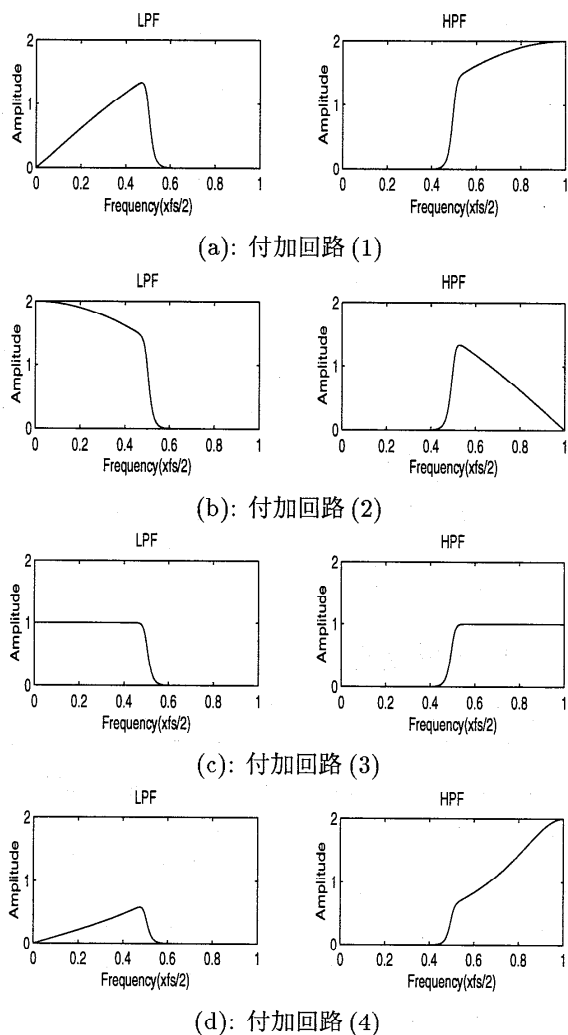 LPF
HPF
Amplitude
2
1
0
0 0.2 0.4 0.6 0.8 1
Frequency(xfs/2)
Amplitude
2
1
0
0 0.2 0.4 0.6 0.8 1
Frequency(xfs/2)
(a): 付加回路 (1)
LPF
HPF
Amplitude
2
1
0
0 0.2 0.4 0.6 0.8 1
Frequency(xfs/2)
Amplitude
2
1
0
0 0.2 0.4 0.6 0.8 1
Frequency(xfs/2)
(b): 付加回路 (2)
LPF
HPF
Amplitude
2
1
0
0 0.2 0.4 0.6 0.8 1
Frequency(xfs/2)
Amplitude
2
1
0
0 0.2 0.4 0.6 0.8 1
Frequency(xfs/2)
(c): 付加回路 (3)
LPF
HPF
Amplitude
2
1
0
0 0.2 0.4 0.6 0.8 1
Frequency(xfs/2)
Amplitude
2
1
0
0 0.2 0.4 0.6 0.8 1
Frequency(xfs/2)
(d): 付加回路 (4)